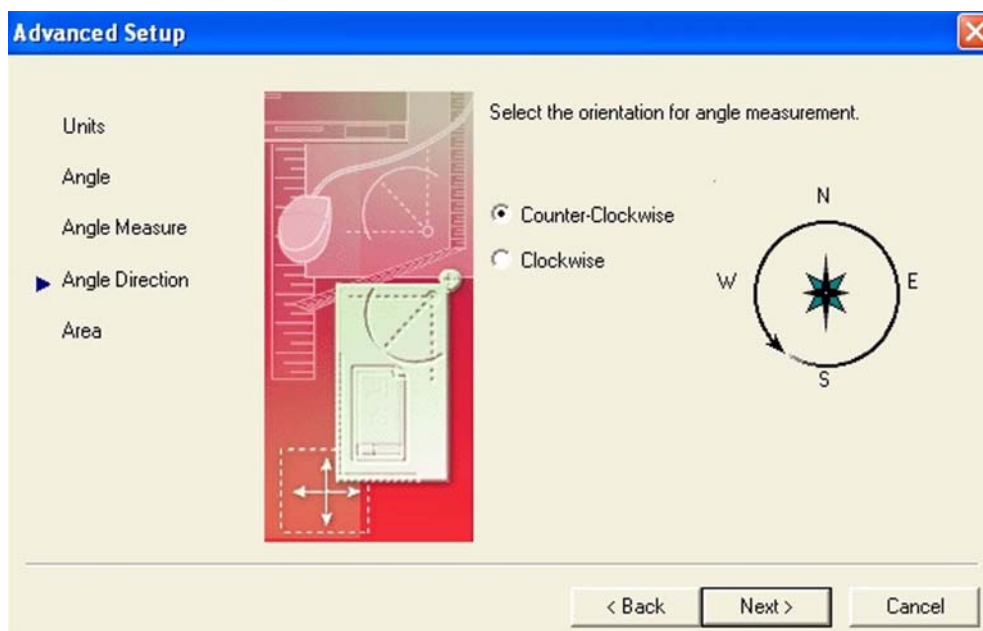 Advanced Setup
Units
Angle
Angle Measure
Angle Direction
Area
Select the orientation for angle measurement.
Counter-Clockwise
Clockwise
N
W
E
S
< Back
Next >
Cancel